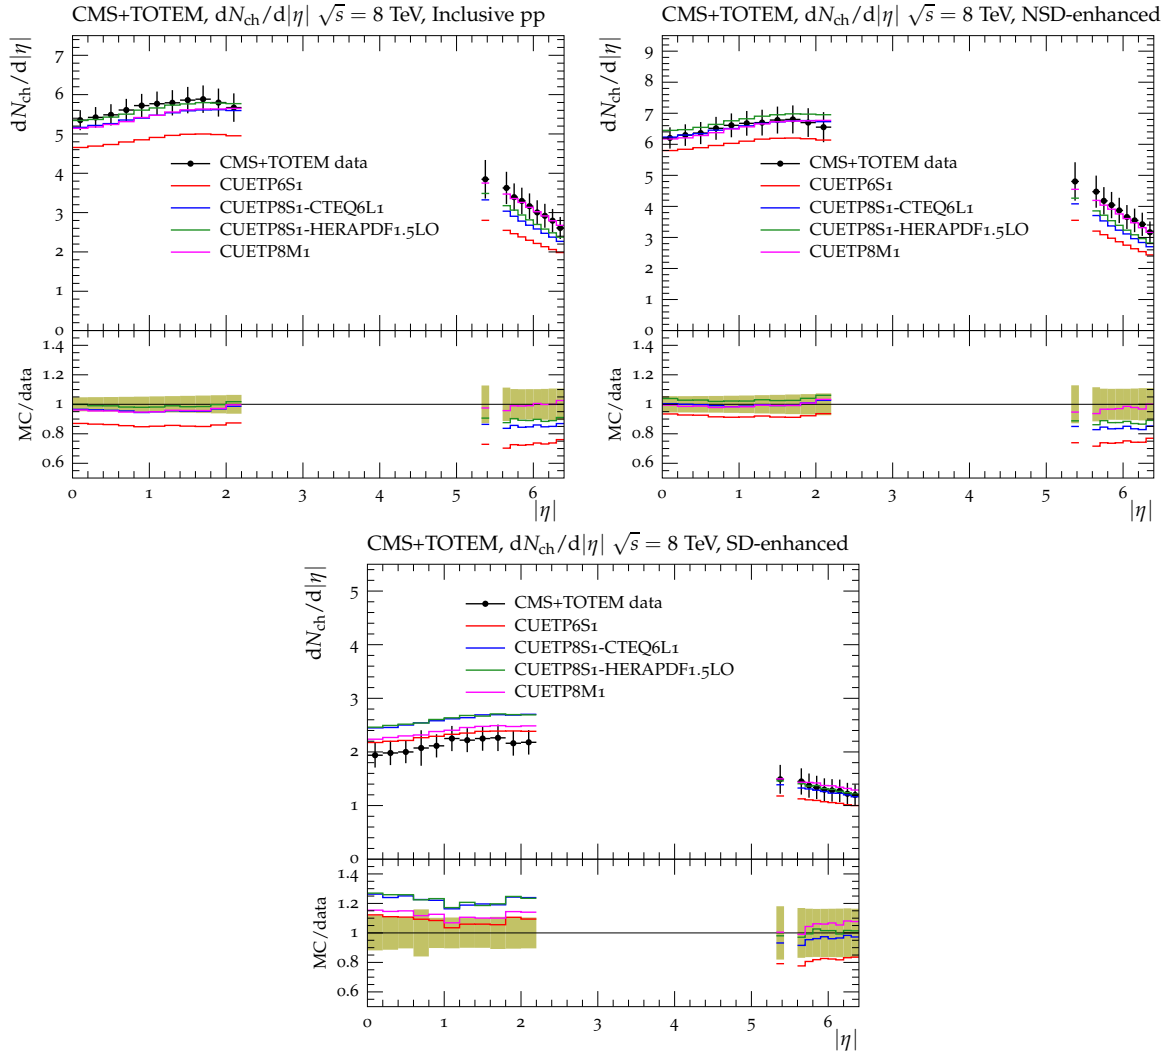 CMS+TOTEM, dN_ch/d|η| √s = 8 TeV, Inclusive pp
dN_ch/d|η|
7
6
5
4
3
2
1
0
CMS+TOTEM data
CUETP6S1
CUETP8S1-CTEQ6L1
CUETP8S1-HERAPDF1.5LO
CUETP8M1
MC/data
1.4
1.2
1
0.8
0.6
0 1 2 3 4 5 6
|η|
CMS+TOTEM, dN_ch/d|η| √s = 8 TeV, NSD-enhanced
dN_ch/d|η|
9
8
7
6
5
4
3
2
1
0
CMS+TOTEM data
CUETP6S1
CUETP8S1-CTEQ6L1
CUETP8S1-HERAPDF1.5LO
CUETP8M1
MC/data
1.4
1.2
1
0.8
0.6
0 1 2 3 4 5 6
|η|
CMS+TOTEM, dN_ch/d|η| √s = 8 TeV, SD-enhanced
dN_ch/d|η|
5
4
3
2
1
0
CMS+TOTEM data
CUETP6S1
CUETP8S1-CTEQ6L1
CUETP8S1-HERAPDF1.5LO
CUETP8M1
MC/data
1.4
1.2
1
0.8
0.6
0 1 2 3 4 5 6
|η|